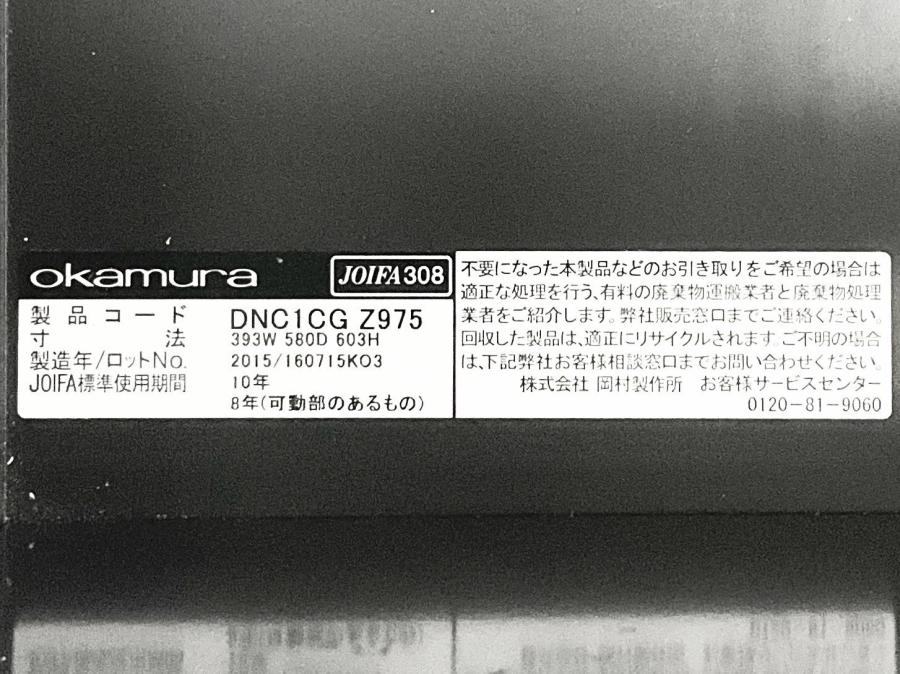 okamura JOIFA308
製品コード DNC1CG Z975
寸法 393W 580D 603H
製造年/ロットNo. 2015/160715K03
JOIFA標準使用期間 10年
8年(可動部のあるもの)
不要になった本製品などのお引き取りをご希望の場合は
適正な処理を行う、有料の廃棄物運搬業者と廃棄物処理
業者をご紹介します。弊社販売窓口までご連絡ください。
回収した製品は、適正にリサイクルされます。ご不明の場合
は、下記弊社お客様相談窓口までお問い合わせください。
株式会社 岡村製作所 お客様サービスセンター
0120-81-9060